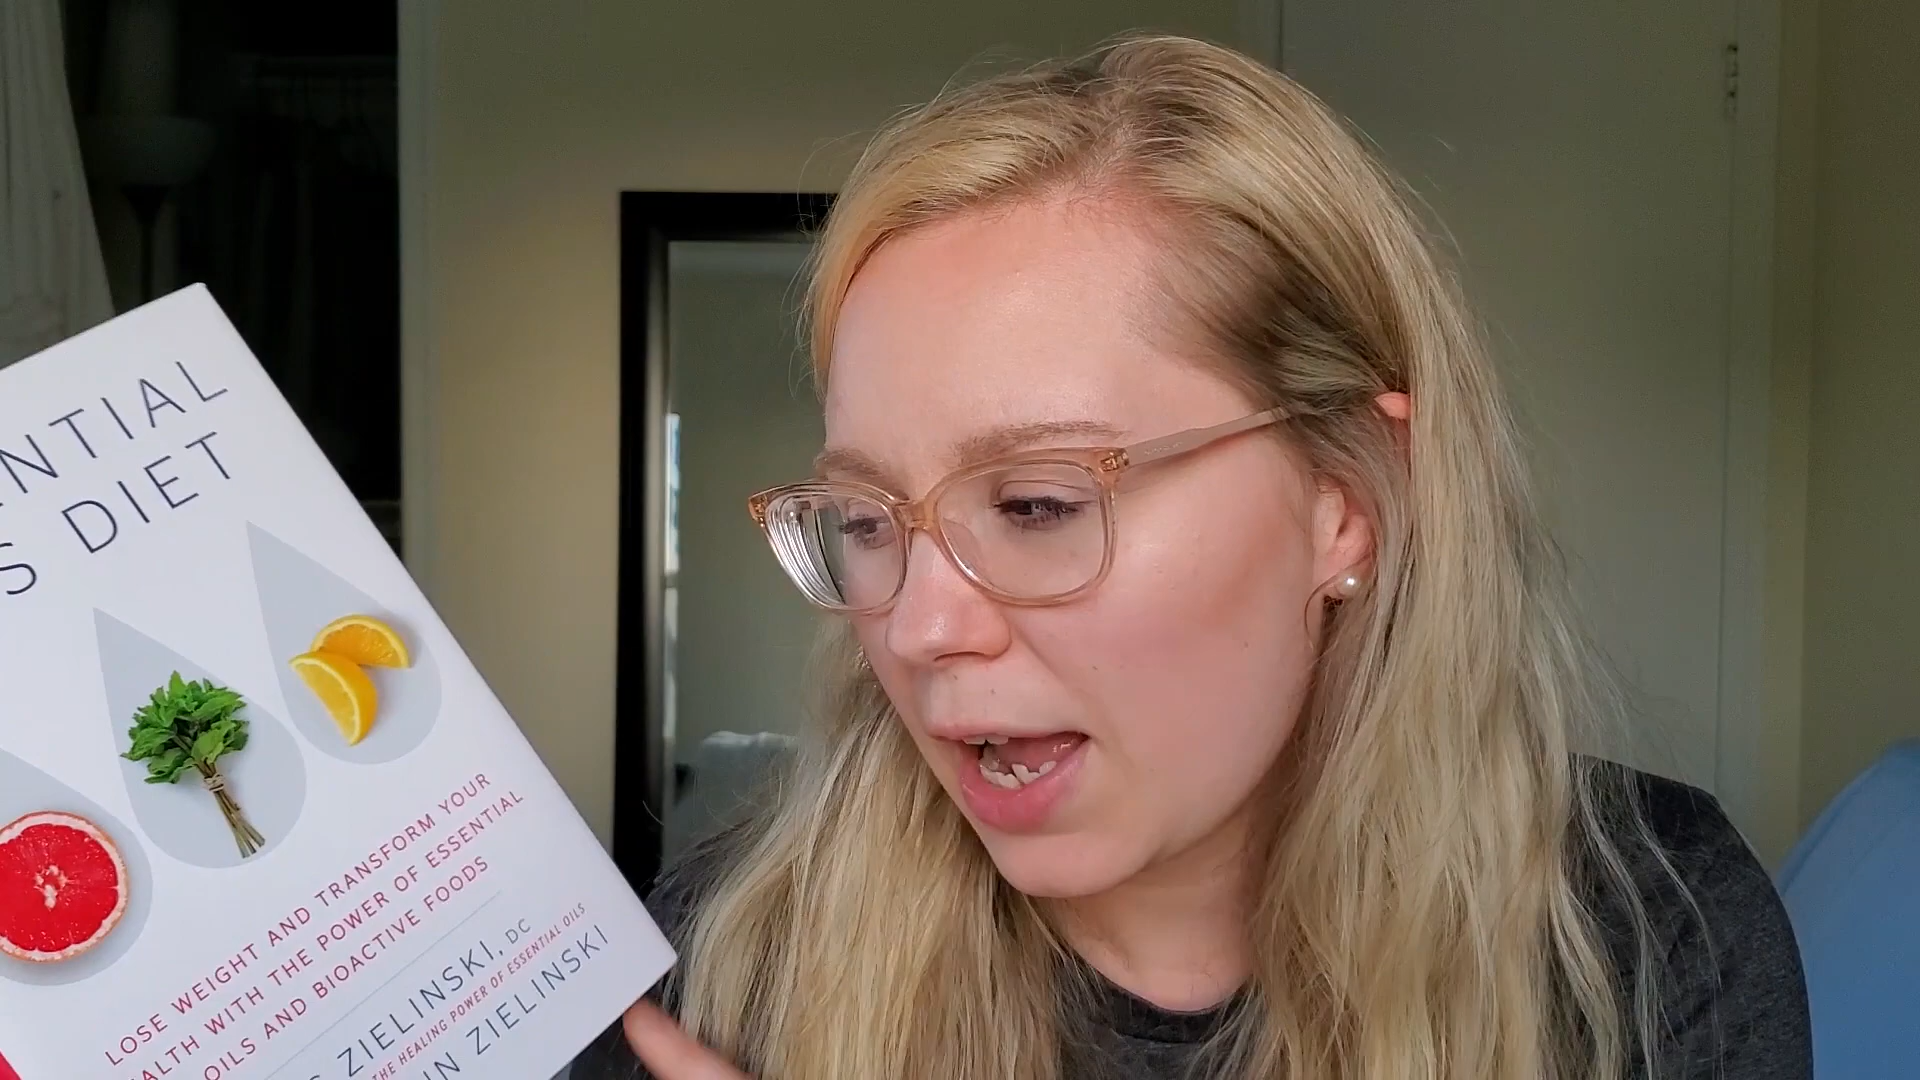 NTIAL
S DIET
LOSE WEIGHT AND TRANSFORM YOUR
ALTH WITH THE POWER OF ESSENTIAL
OILS AND BIOACTIVE FOODS
S ZIELINSKI, DC
THE HEALING POWER OF ESSENTIAL OILS
IN ZIELINSKI